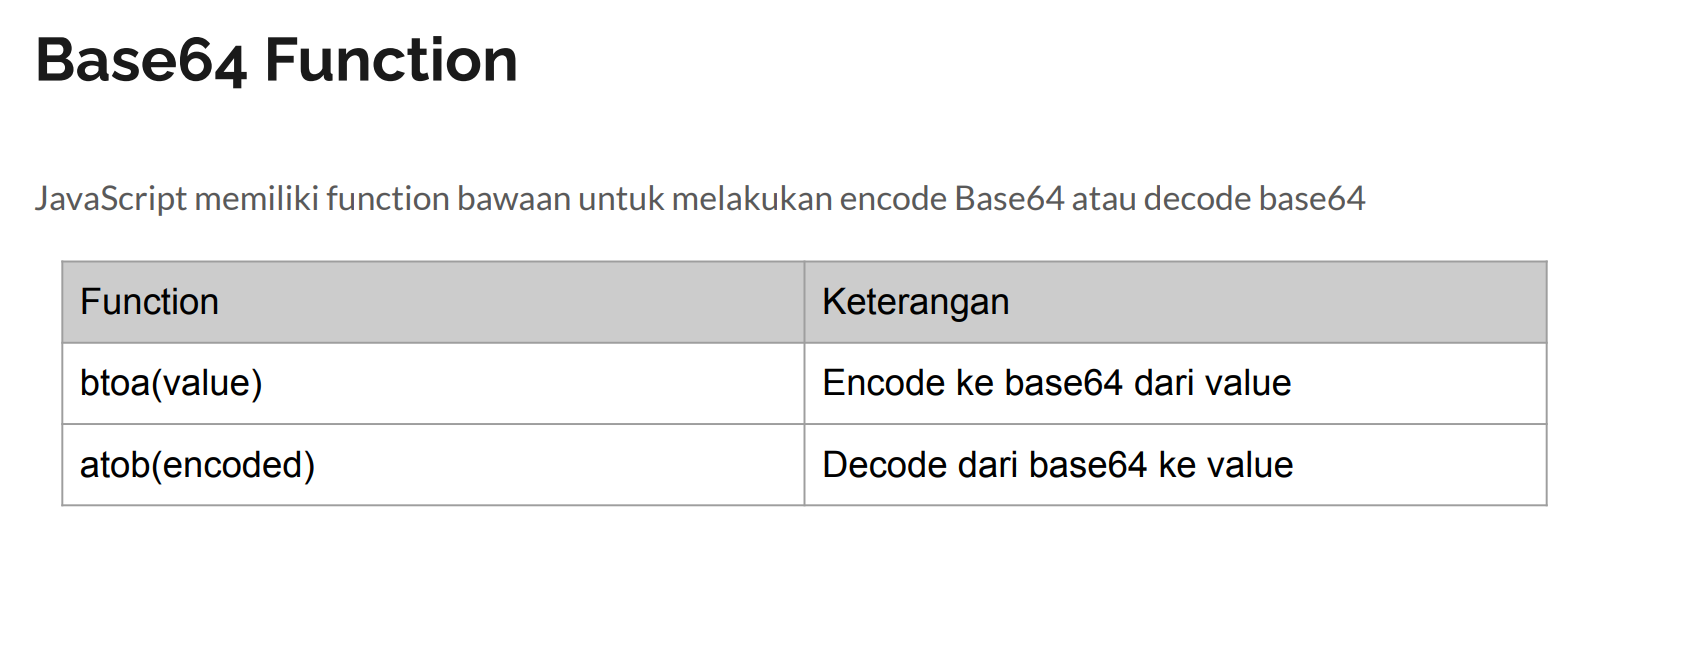 Base64 Function
JavaScript memiliki function bawaan untuk melakukan encode Base64 atau decode base64
Function Keterangan
btoa(value) Encode ke base64 dari value
atob(encoded) Decode dari base64 ke value